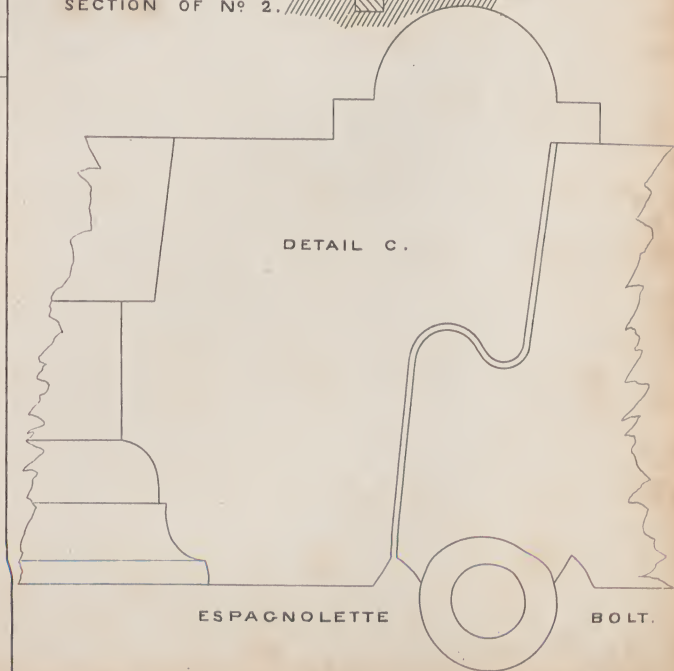 SECTION OF Nº 2.
DETAIL C.
ESPAGNOLETTE BOLT.